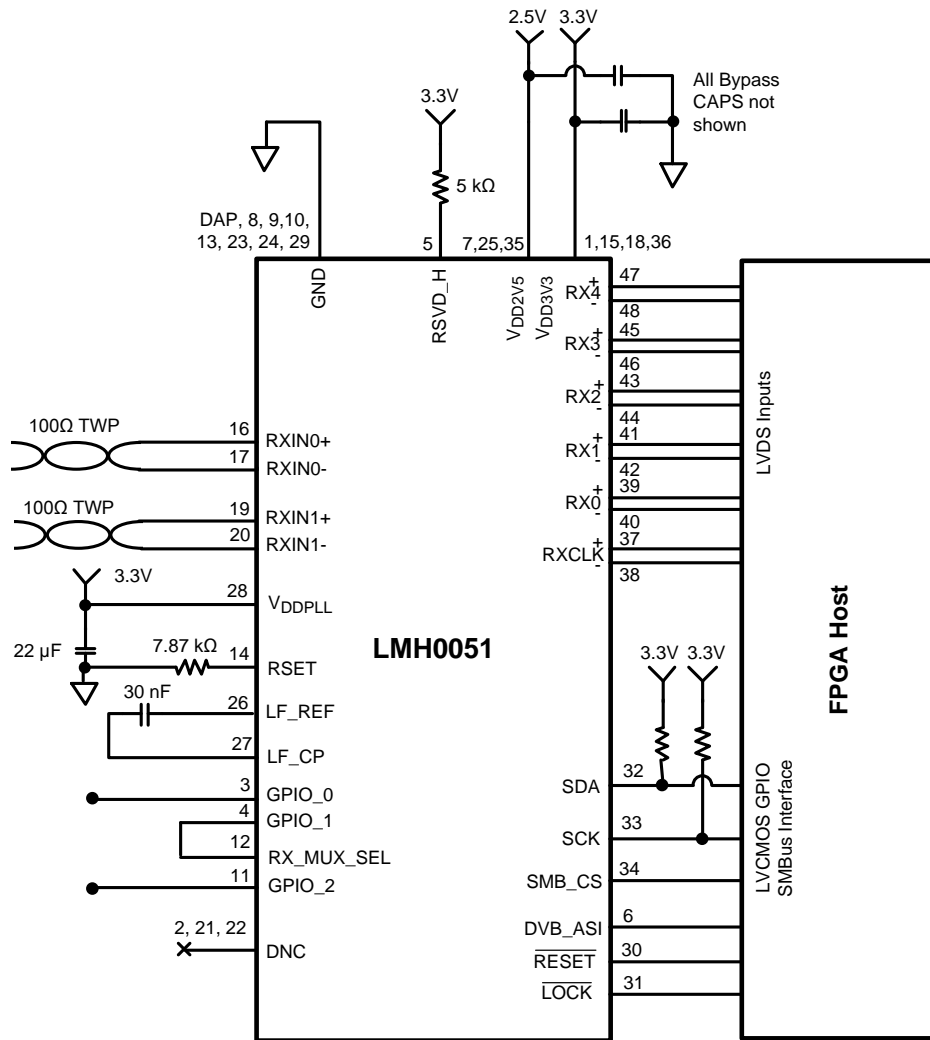 2.5V 3.3V
All Bypass
CAPS not
shown
3.3V
5 kΩ
DAP, 8, 9,10,
13, 23, 24, 29
5
7,25,35
1,15,18,36
GND
RSVD_H
VDD2V5
VDD3V3
RX4 + 47
- 48
RX3 + 45
- 46
RX2 + 43
- 44
RX1 + 41
- 42
RX0 + 39
- 40
RXCLK + 37
- 38
LVDS Inputs
100Ω TWP
16 RXIN0+
17 RXIN0-
100Ω TWP
19 RXIN1+
20 RXIN1-
3.3V
28 VDDPLL
22 µF
7.87 kΩ
14 RSET
30 nF
26 LF_REF
27 LF_CP
3 GPIO_0
4 GPIO_1
12 RX_MUX_SEL
11 GPIO_2
2, 21, 22 DNC
LMH0051
3.3V 3.3V
SDA 32
SCK 33
SMB_CS 34
DVB_ASI 6
RESET 30
LOCK 31
LVCMOS GPIO
SMBus Interface
FPGA Host